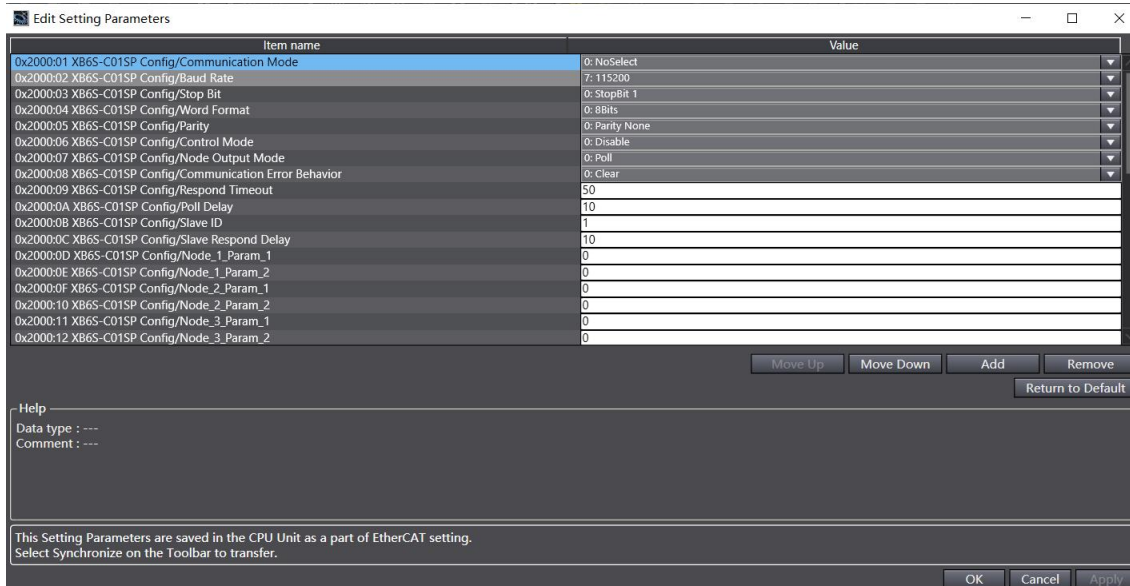 Edit Setting Parameters
Item name Value
0x2000:01 XB6S-C01SP Config/Communication Mode 0: NoSelect
0x2000:02 XB6S-C01SP Config/Baud Rate 7: 115200
0x2000:03 XB6S-C01SP Config/Stop Bit 0: StopBit 1
0x2000:04 XB6S-C01SP Config/Word Format 0: 8Bits
0x2000:05 XB6S-C01SP Config/Parity 0: Parity None
0x2000:06 XB6S-C01SP Config/Control Mode 0: Disable
0x2000:07 XB6S-C01SP Config/Node Output Mode 0: Poll
0x2000:08 XB6S-C01SP Config/Communication Error Behavior 0: Clear
0x2000:09 XB6S-C01SP Config/Respond Timeout 50
0x2000:0A XB6S-C01SP Config/Poll Delay 10
0x2000:0B XB6S-C01SP Config/Slave ID 1
0x2000:0C XB6S-C01SP Config/Slave Respond Delay 10
0x2000:0D XB6S-C01SP Config/Node_1_Param_1 0
0x2000:0E XB6S-C01SP Config/Node_1_Param_2 0
0x2000:0F XB6S-C01SP Config/Node_2_Param_1 0
0x2000:10 XB6S-C01SP Config/Node_2_Param_2 0
0x2000:11 XB6S-C01SP Config/Node_3_Param_1 0
0x2000:12 XB6S-C01SP Config/Node_3_Param_2 0
Move Up Move Down Add Remove
Return to Default
Help
Data type : ---
Comment : ---
This Setting Parameters are saved in the CPU Unit as a part of EtherCAT setting.
Select Synchronize on the Toolbar to transfer.
OK Cancel Apply